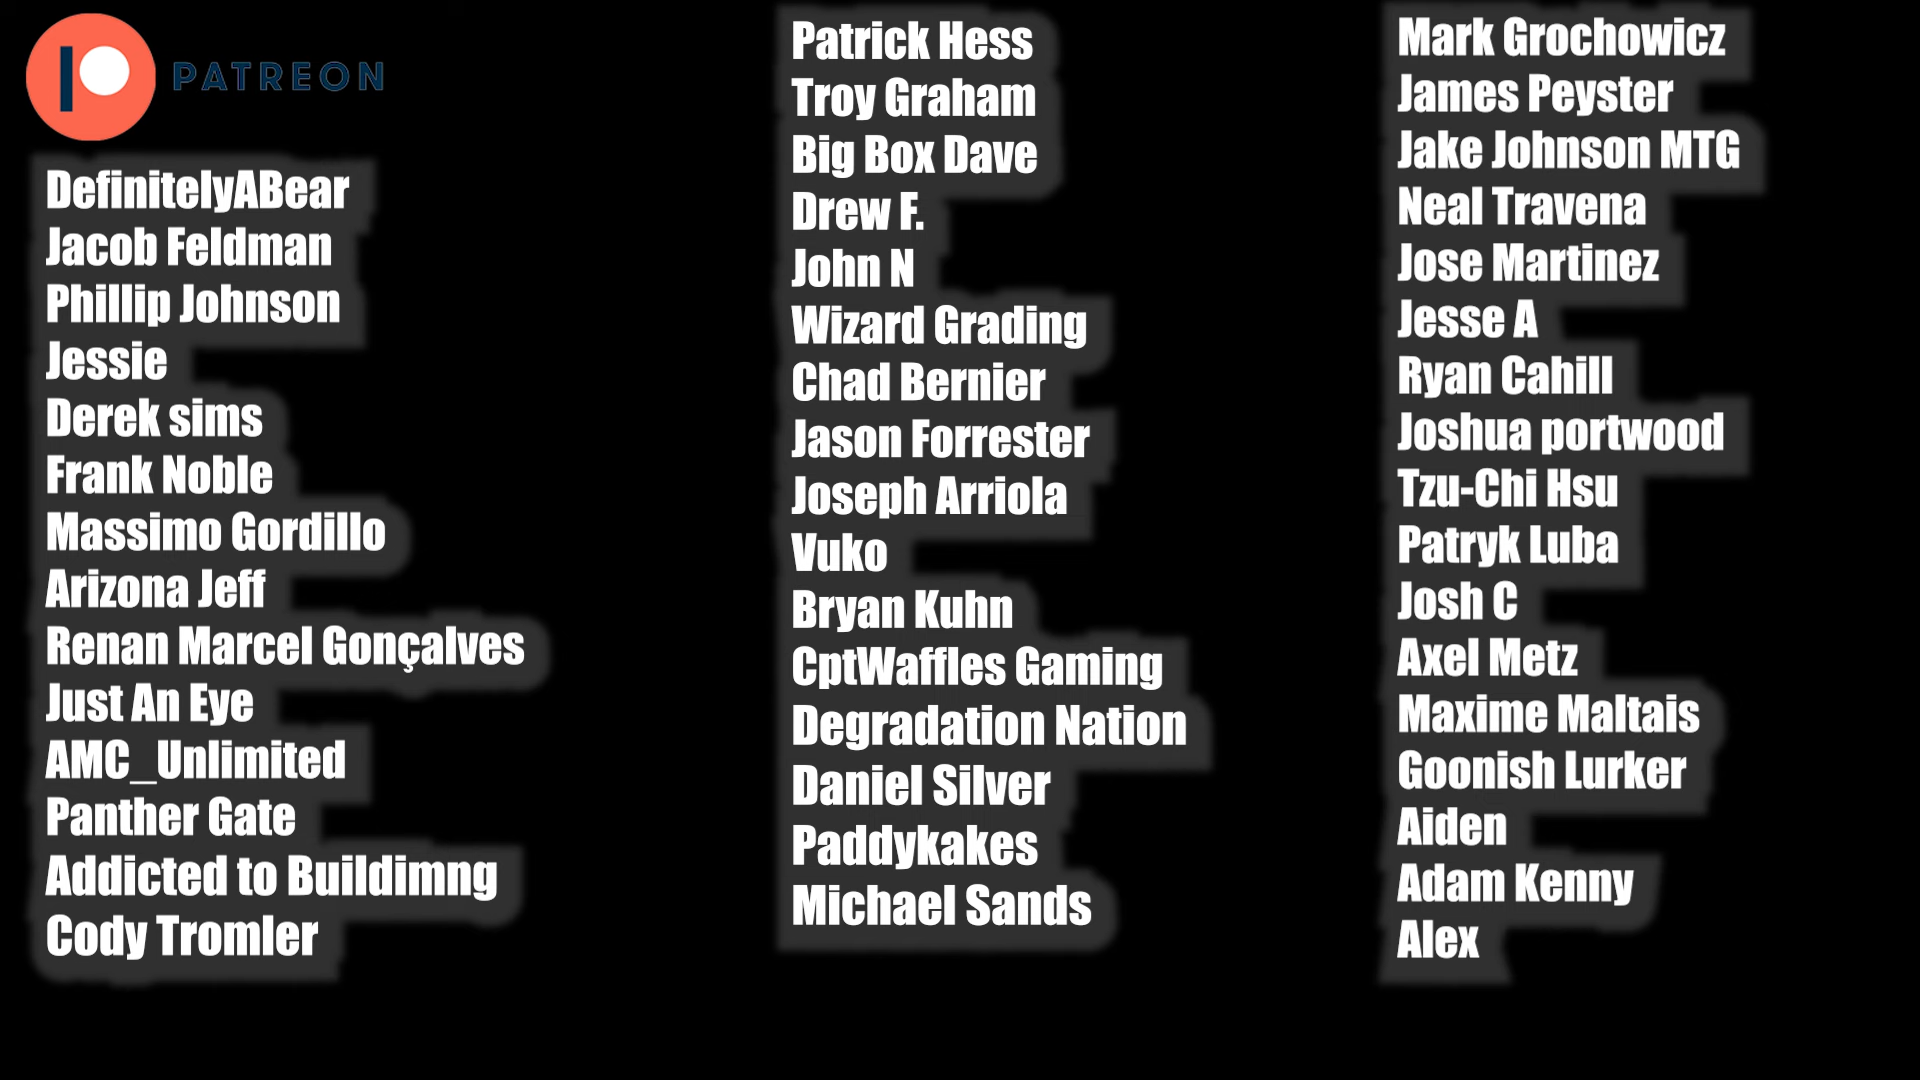 PATREON
DefinitelyABear
Jacob Feldman
Phillip Johnson
Jessie
Derek sims
Frank Noble
Massimo Gordillo
Arizona Jeff
Renan Marcel Gonçalves
Just An Eye
AMC_Unlimited
Panther Gate
Addicted to Buildimng
Cody Tromler
Patrick Hess
Troy Graham
Big Box Dave
Drew F.
John N
Wizard Grading
Chad Bernier
Jason Forrester
Joseph Arriola
Vuko
Bryan Kuhn
CptWaffles Gaming
Degradation Nation
Daniel Silver
Paddykakes
Michael Sands
Mark Grochowicz
James Peyster
Jake Johnson MTG
Neal Travena
Jose Martinez
Jesse A
Ryan Cahill
Joshua portwood
Tzu-Chi Hsu
Patryk Luba
Josh C
Axel Metz
Maxime Maltais
Goonish Lurker
Aiden
Adam Kenny
Alex